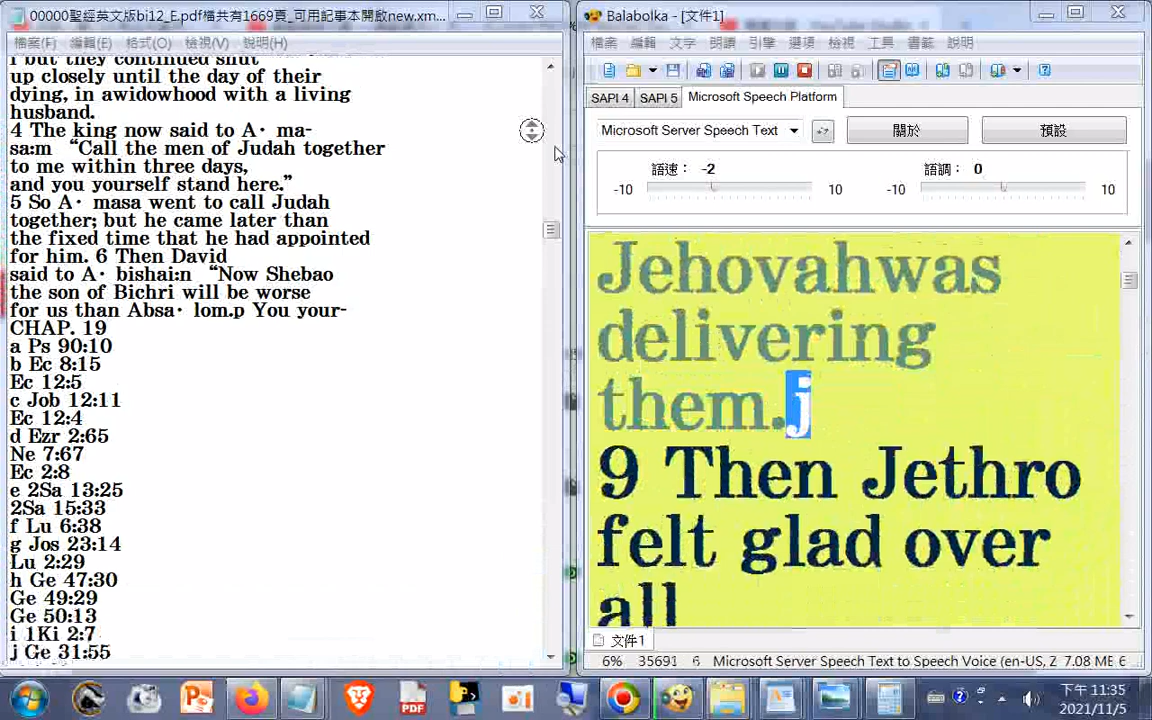 00000聖經英文版bi12_E.pdf檔共有1669頁_可用記事本開啟new.xm...
檔案(F) 編輯(E) 格式(O) 檢視(V) 說明(H)
r but they continued shut
up closely until the day of their
dying, in awidowhood with a living
husband.
4 The king now said to A· ma-
sa:m “Call the men of Judah together
to me within three days,
and you yourself stand here.”
5 So A· masa went to call Judah
together; but he came later than
the fixed time that he had appointed
for him. 6 Then David
said to A· bishai:n “Now Shebao
the son of Bichri will be worse
for us than Absa· lom.p You your-
CHAP. 19
a Ps 90:10
b Ec 8:15
Ec 12:5
c Job 12:11
Ec 12:4
d Ezr 2:65
Ne 7:67
Ec 2:8
e 2Sa 13:25
2Sa 15:33
f Lu 6:38
g Jos 23:14
Lu 2:29
h Ge 47:30
Ge 49:29
Ge 50:13
i 1Ki 2:7
j Ge 31:55
Balabolka - [文件1]
檔案 編輯 文字 朗讀 引擎 選項 檢視 工具 書籤 說明
SAPI 4 SAPI 5 Microsoft Speech Platform
Microsoft Server Speech Text 關於 預設
語速： -2 語調： 0
-10 10 -10 10
Jehovahwas
delivering
them.j
9 Then Jethro
felt glad over
all
文件1
6% 35691 6 Microsoft Server Speech Text to Speech Voice (en-US, Z 7.08 MB 6
PDF
下午 11:35
2021/11/5